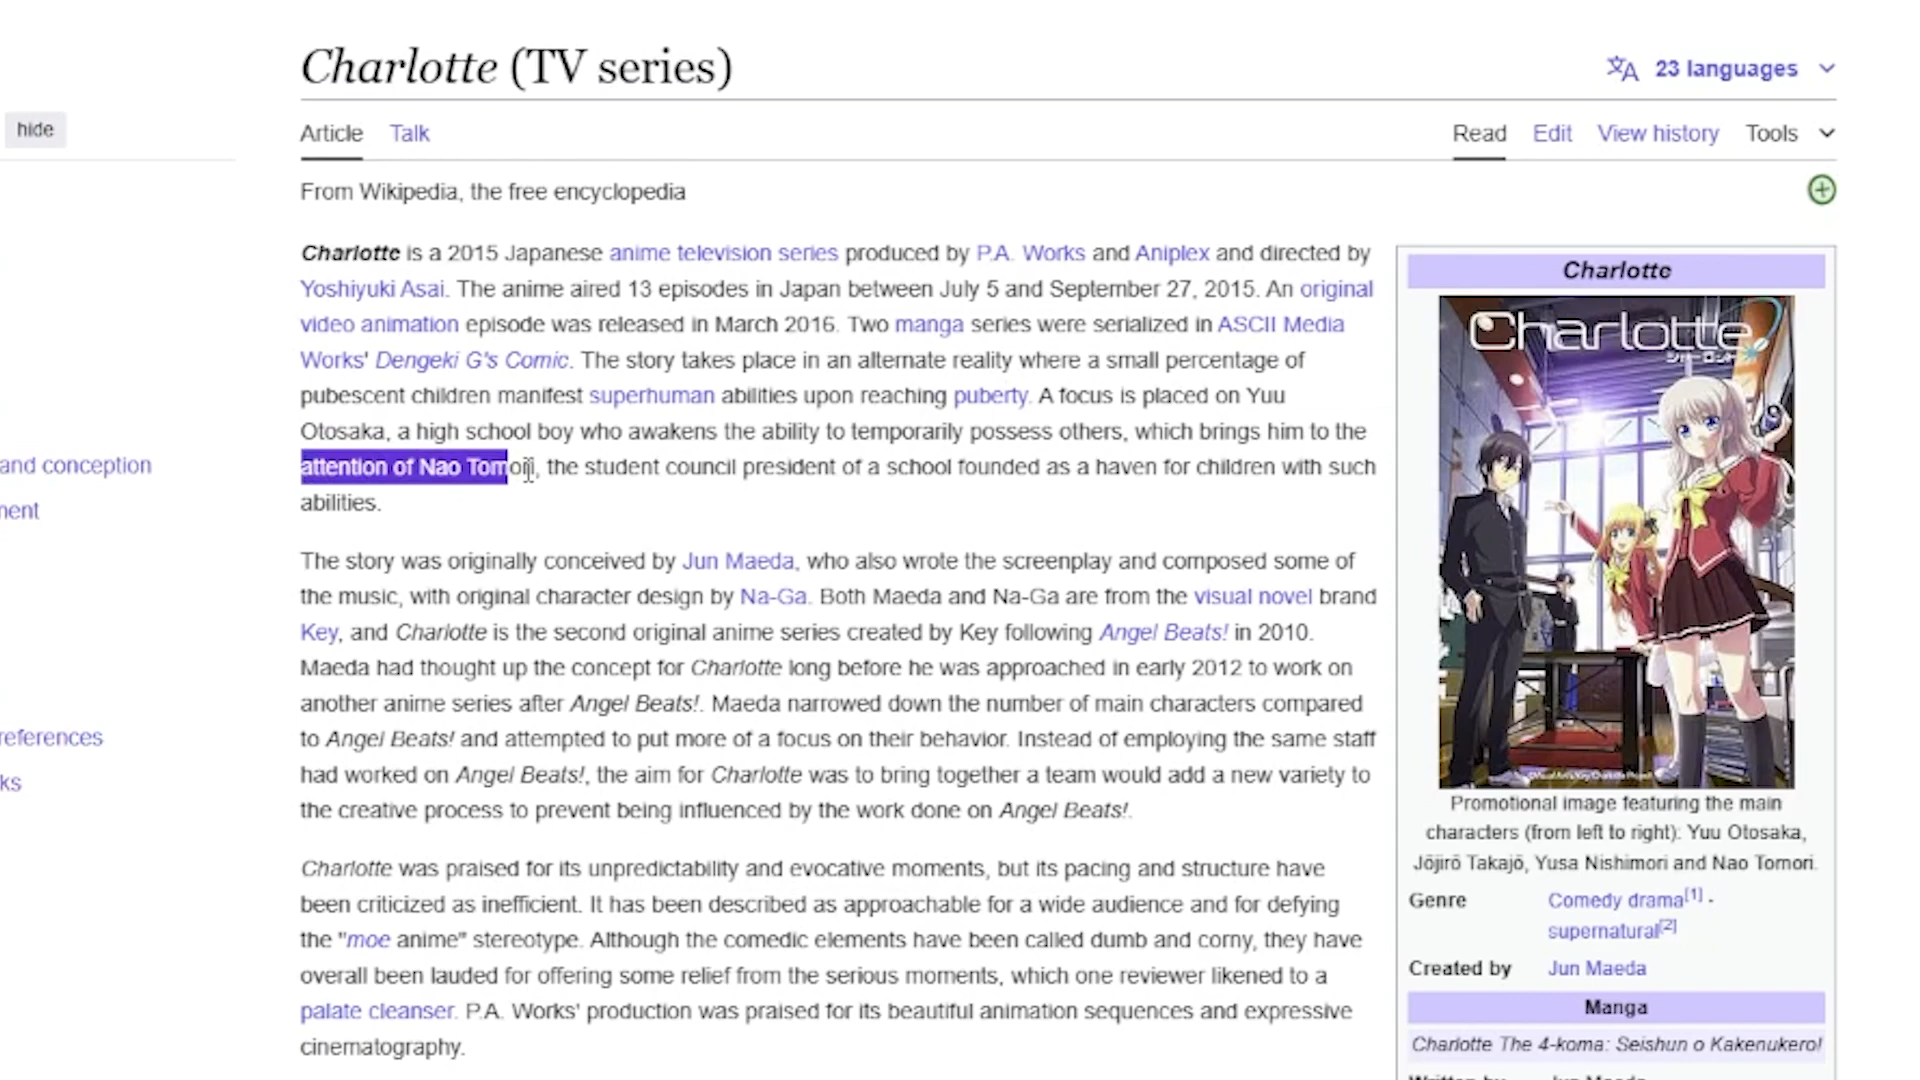 Charlotte (TV series)
23 languages
hide
Article Talk
Read Edit View history Tools
From Wikipedia, the free encyclopedia
Charlotte is a 2015 Japanese anime television series produced by P.A. Works and Aniplex and directed by
Yoshiyuki Asai. The anime aired 13 episodes in Japan between July 5 and September 27, 2015. An original
video animation episode was released in March 2016. Two manga series were serialized in ASCII Media
Works' Dengeki G's Comic. The story takes place in an alternate reality where a small percentage of
pubescent children manifest superhuman abilities upon reaching puberty. A focus is placed on Yuu
Otosaka, a high school boy who awakens the ability to temporarily possess others, which brings him to the
attention of Nao Tomori, the student council president of a school founded as a haven for children with such
abilities.
The story was originally conceived by Jun Maeda, who also wrote the screenplay and composed some of
the music, with original character design by Na-Ga. Both Maeda and Na-Ga are from the visual novel brand
Key, and Charlotte is the second original anime series created by Key following Angel Beats! in 2010.
Maeda had thought up the concept for Charlotte long before he was approached in early 2012 to work on
another anime series after Angel Beats!. Maeda narrowed down the number of main characters compared
to Angel Beats! and attempted to put more of a focus on their behavior. Instead of employing the same staff
had worked on Angel Beats!, the aim for Charlotte was to bring together a team would add a new variety to
the creative process to prevent being influenced by the work done on Angel Beats!.
Charlotte was praised for its unpredictability and evocative moments, but its pacing and structure have
been criticized as inefficient. It has been described as approachable for a wide audience and for defying
the "moe anime" stereotype. Although the comedic elements have been called dumb and corny, they have
overall been lauded for offering some relief from the serious moments, which one reviewer likened to a
palate cleanser. P.A. Works' production was praised for its beautiful animation sequences and expressive
cinematography.
and conception
ment
references
ks
Charlotte
Charlotte
シャーロット
Promotional image featuring the main
characters (from left to right): Yuu Otosaka,
Jōjirō Takajō, Yusa Nishimori and Nao Tomori.
Genre Comedy drama[1] -
supernatural[2]
Created by Jun Maeda
Manga
Charlotte The 4-koma: Seishun o Kakenukero!
Written by Jun Maeda